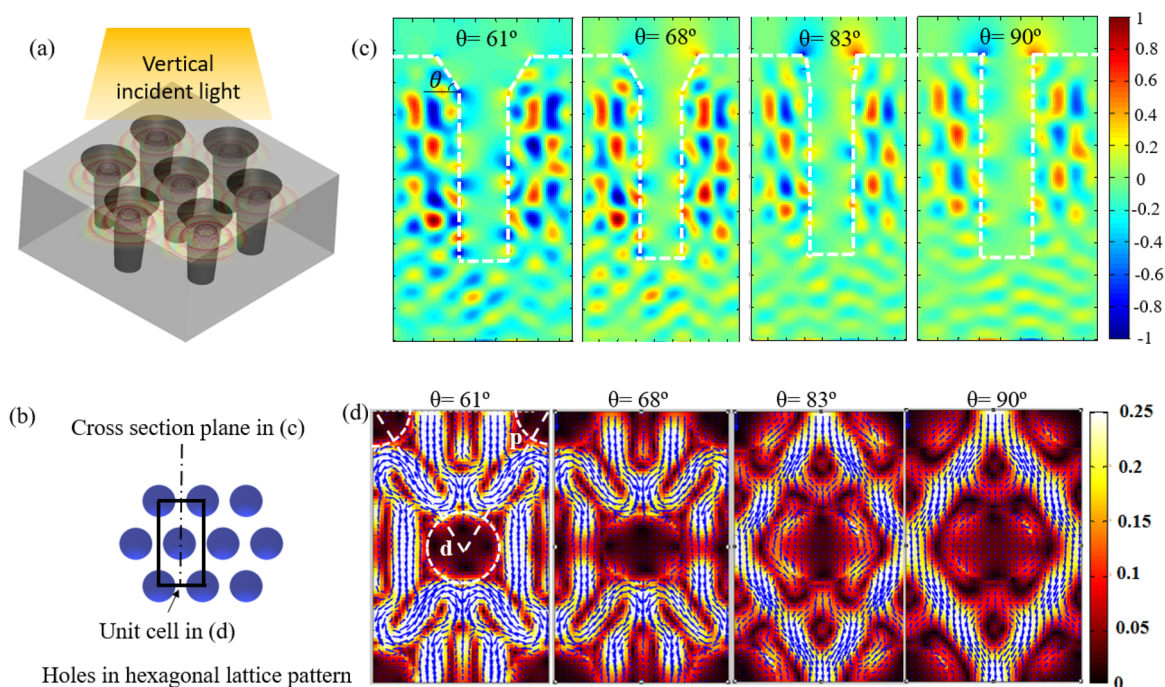 (a)
Vertical
incident light
(c)
θ= 61º
θ= 68º
θ= 83º
θ= 90º
θ
1
0.8
0.6
0.4
0.2
0
-0.2
-0.4
-0.6
-0.8
-1
(b)
Cross section plane in (c)
Unit cell in (d)
Holes in hexagonal lattice pattern
(d)
θ= 61º
θ= 68º
θ= 83º
θ= 90º
p
d
0.25
0.2
0.15
0.1
0.05
0